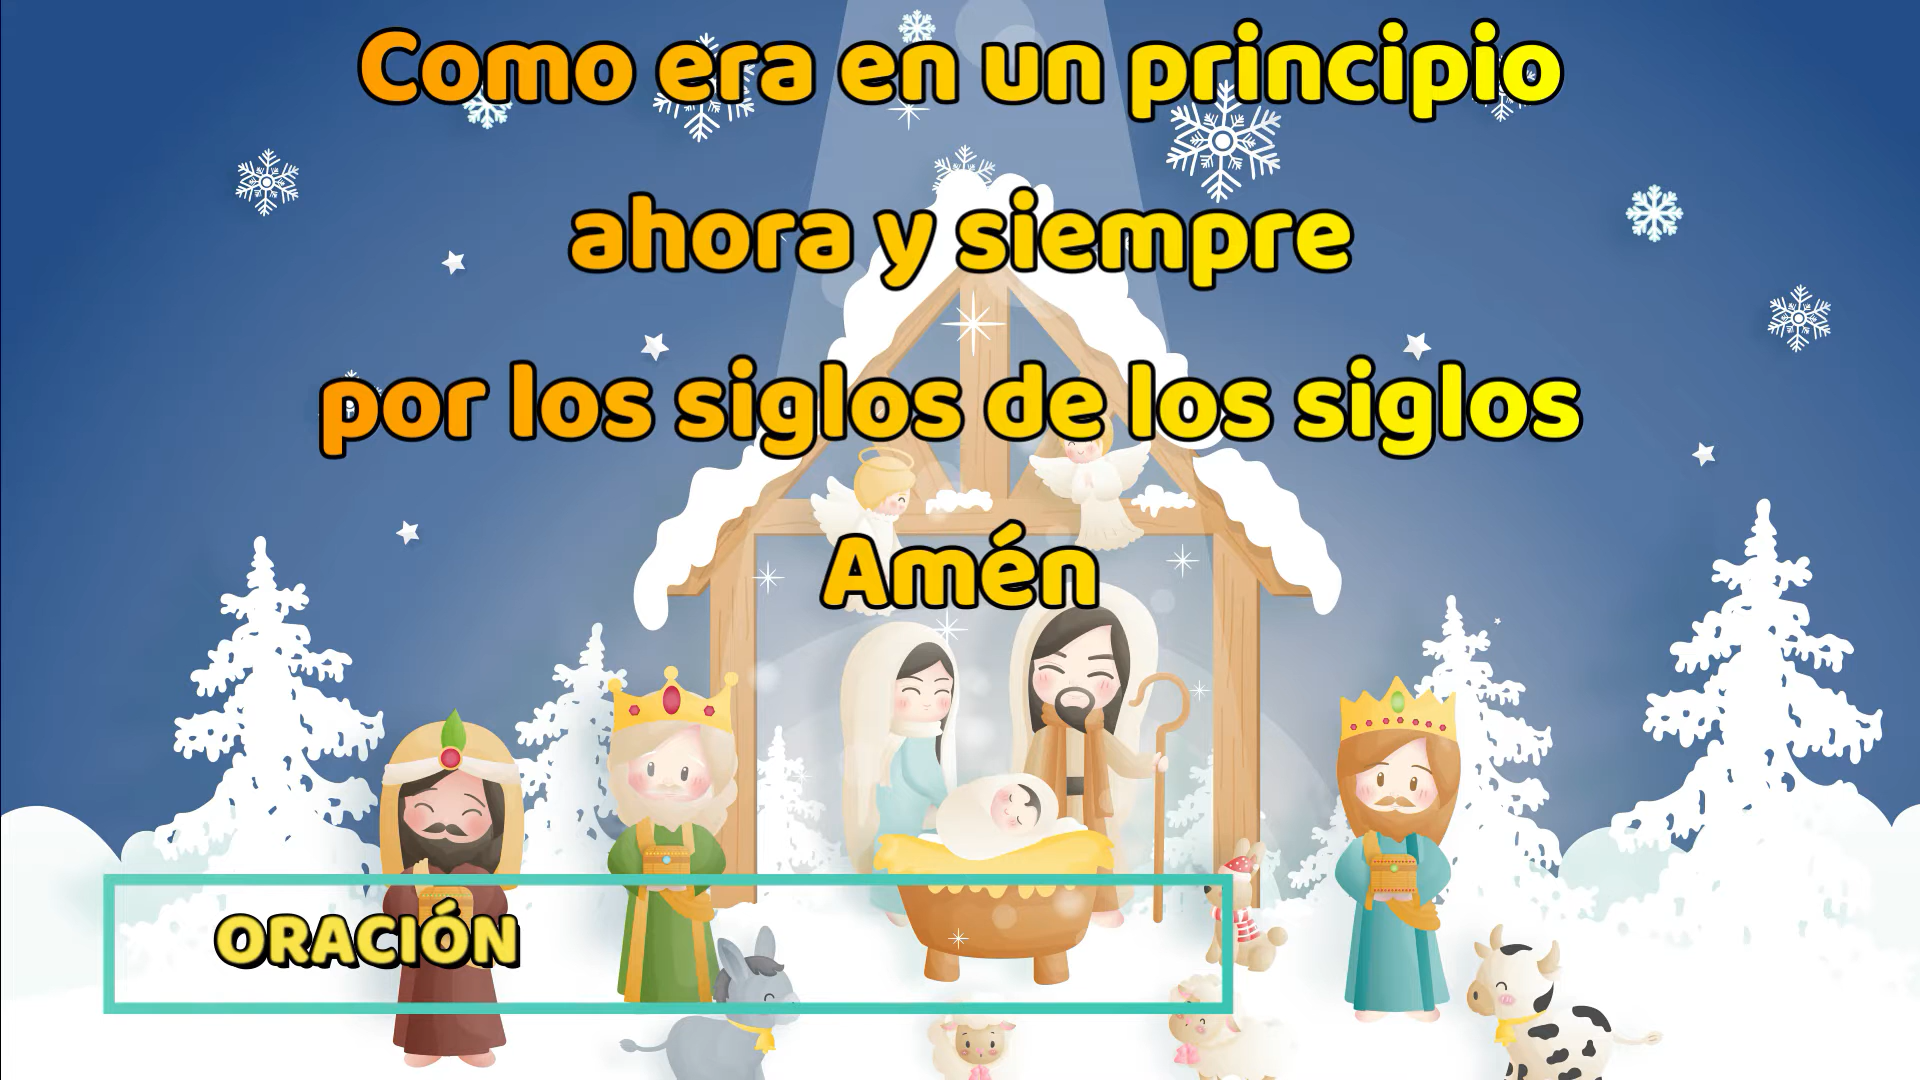 Como era en un principio
ahora y siempre
por los siglos de los siglos
Amén
ORACIÓN